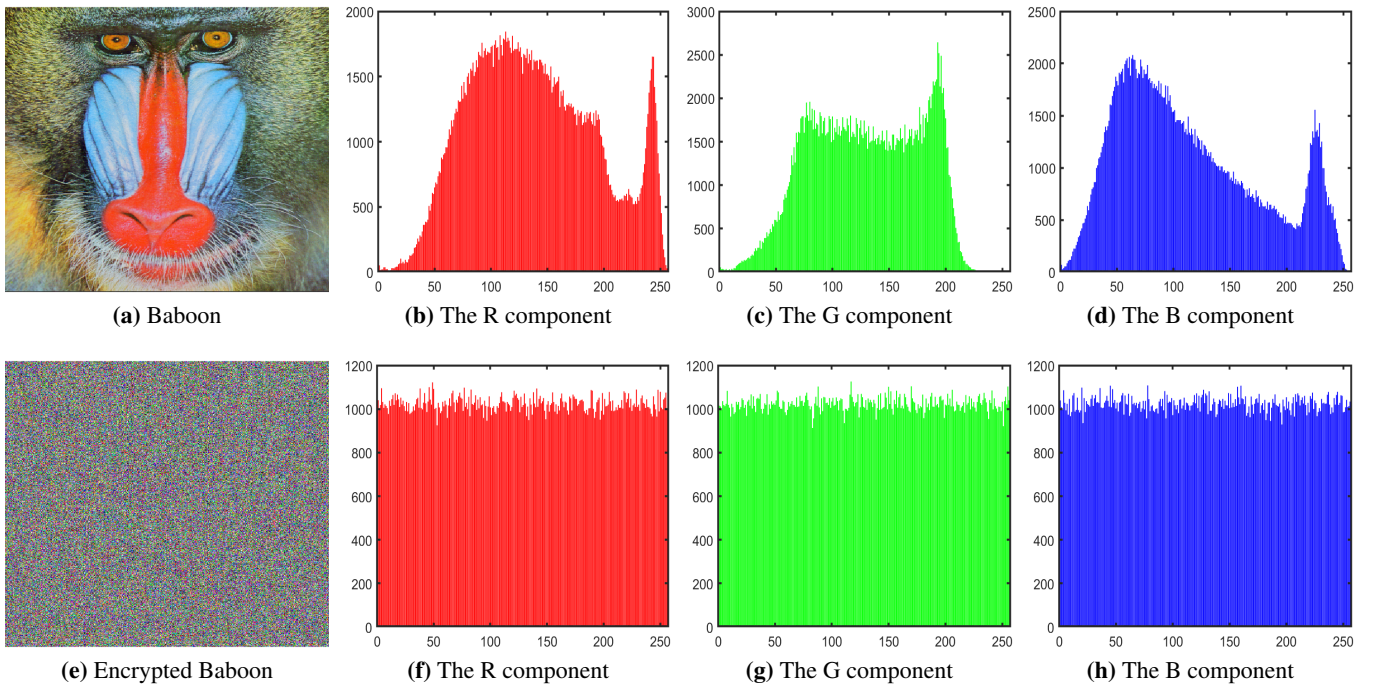 2000
1500
1000
500
0
0 50 100 150 200 250
3000
2500
2000
1500
1000
500
0
0 50 100 150 200 250
2500
2000
1500
1000
500
0
0 50 100 150 200 250
(a) Baboon
(b) The R component
(c) The G component
(d) The B component
1200
1000
800
600
400
200
0
0 50 100 150 200 250
1200
1000
800
600
400
200
0
0 50 100 150 200 250
1200
1000
800
600
400
200
0
0 50 100 150 200 250
(e) Encrypted Baboon
(f) The R component
(g) The G component
(h) The B component